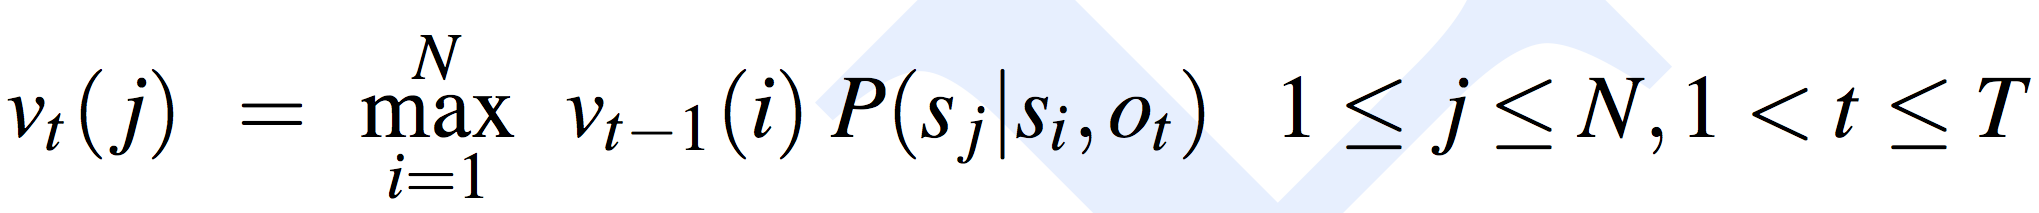 v_t(j) = \max_{i=1}^{N} v_{t-1}(i) P(s_j|s_i, o_t) 1 ≤ j ≤ N, 1 < t ≤ T